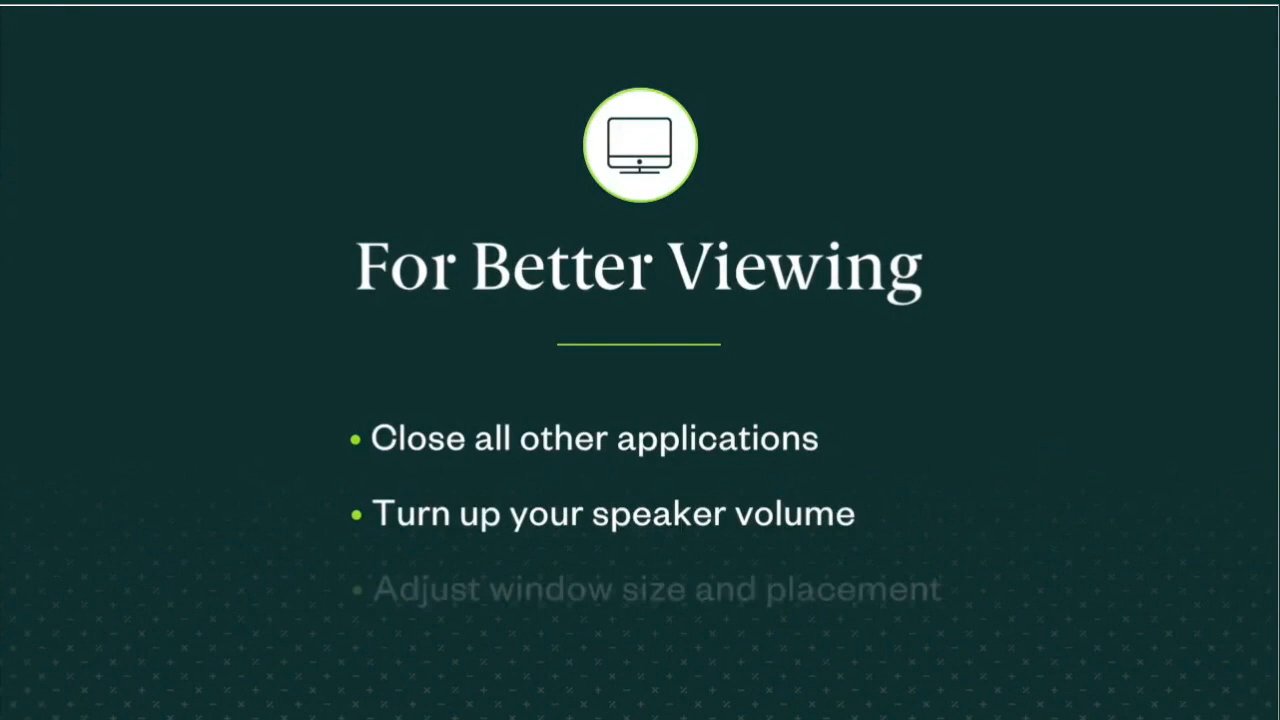 For Better Viewing
• Close all other applications
• Turn up your speaker volume
• Adjust window size and placement